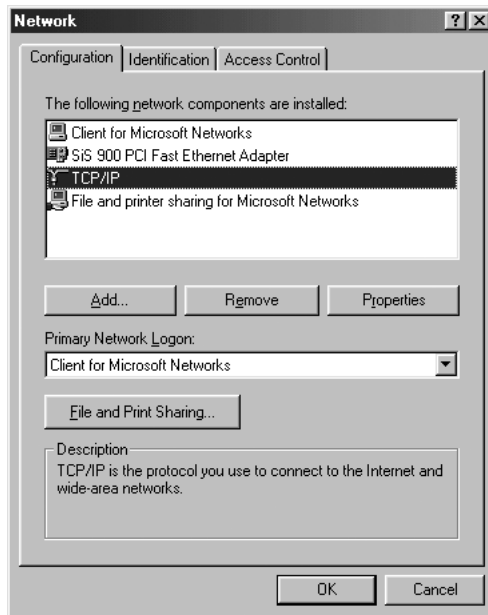 Network
Configuration Identification Access Control
The following network components are installed:
Client for Microsoft Networks
SiS 900 PCI Fast Ethernet Adapter
TCP/IP
File and printer sharing for Microsoft Networks
Add... Remove Properties
Primary Network Logon:
Client for Microsoft Networks
File and Print Sharing...
Description
TCP/IP is the protocol you use to connect to the Internet and
wide-area networks.
OK Cancel